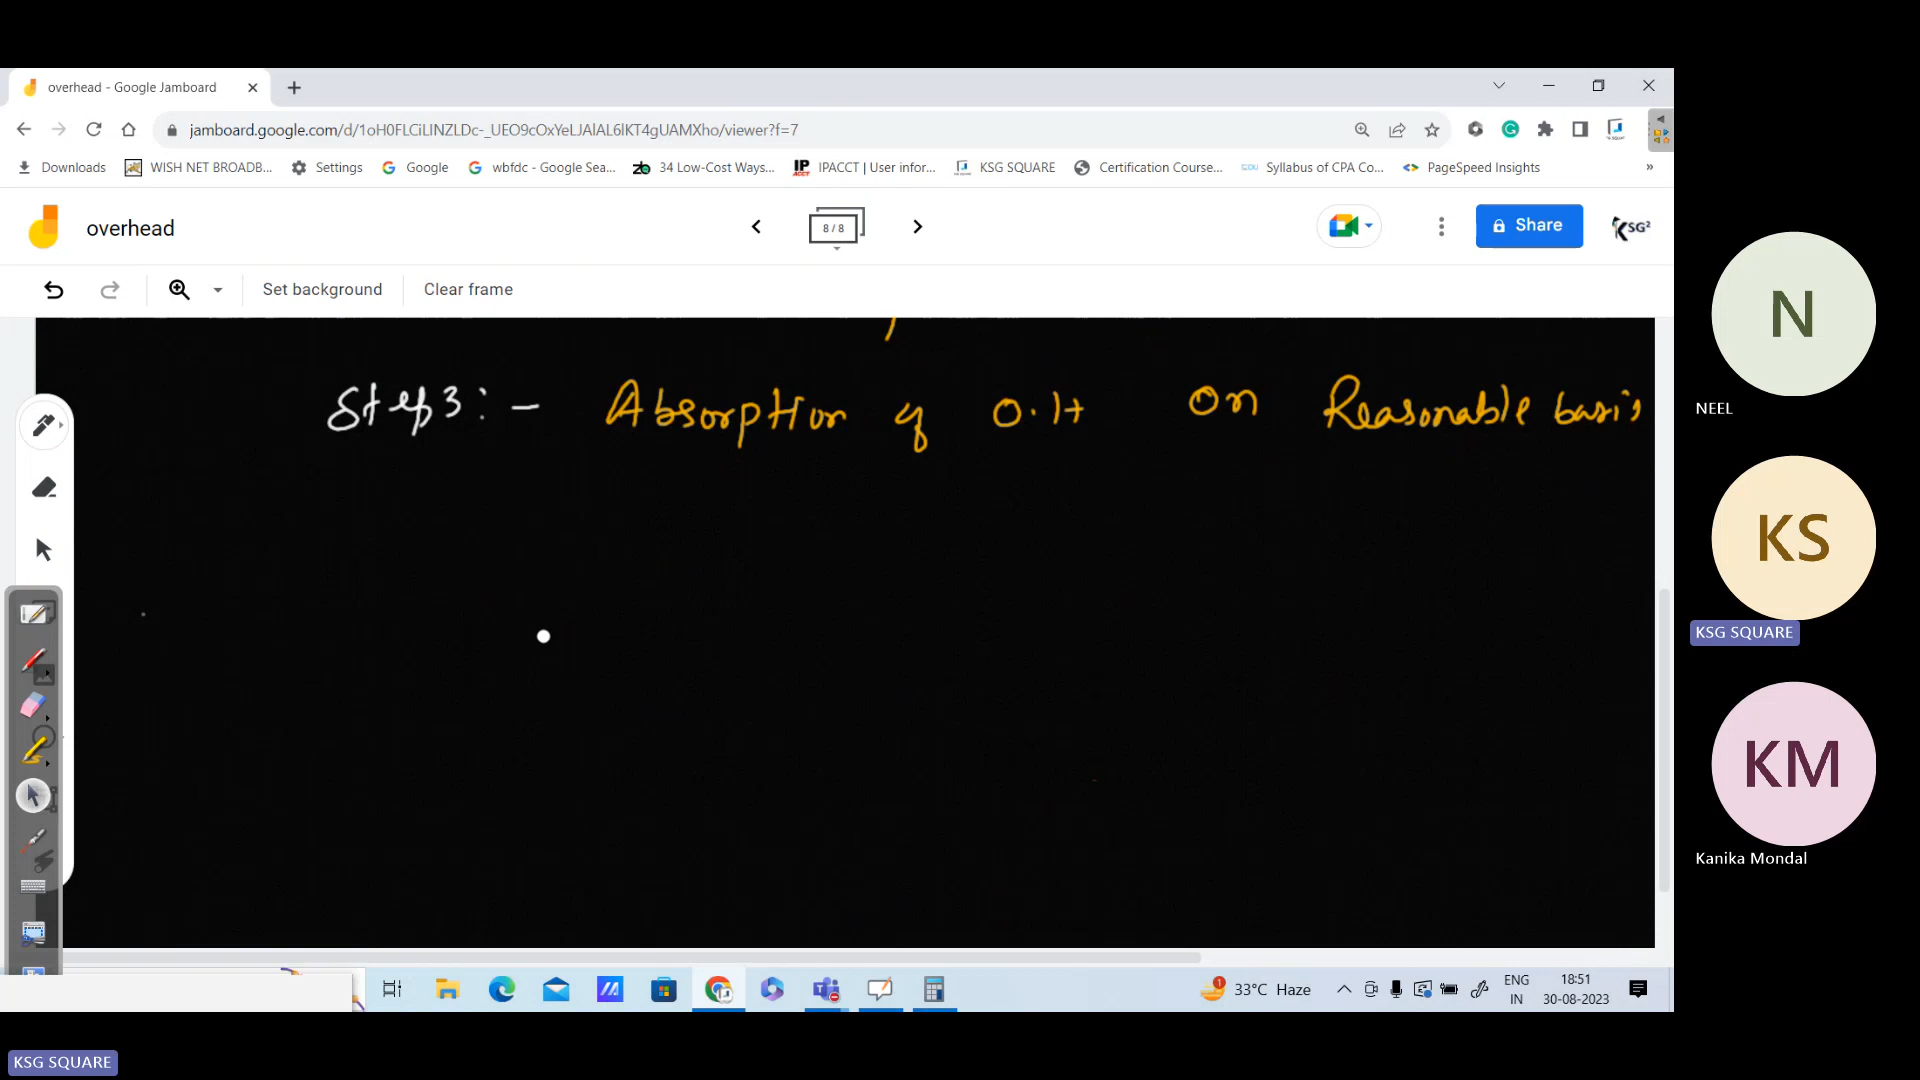 overhead - Google Jamboard
jamboard.google.com/d/1oH0FLCiLINZLDc-_UEO9cOxYeLJAlAL6lKT4gUAMXho/viewer?f=7
Downloads WISH NET BROADB... Settings Google wbfdc - Google Sea... 34 Low-Cost Ways... IPACCT | User infor... KSG SQUARE Certification Course... Syllabus of CPA Co... PageSpeed Insights »
overhead 8 / 8 Share KSG²
Set background Clear frame
Step 3 :- Absorption of O.H on Reasonable basis
N
NEEL
KS
KSG SQUARE
KM
Kanika Mondal
1 33°C Haze ENG IN 18:51 30-08-2023
KSG SQUARE